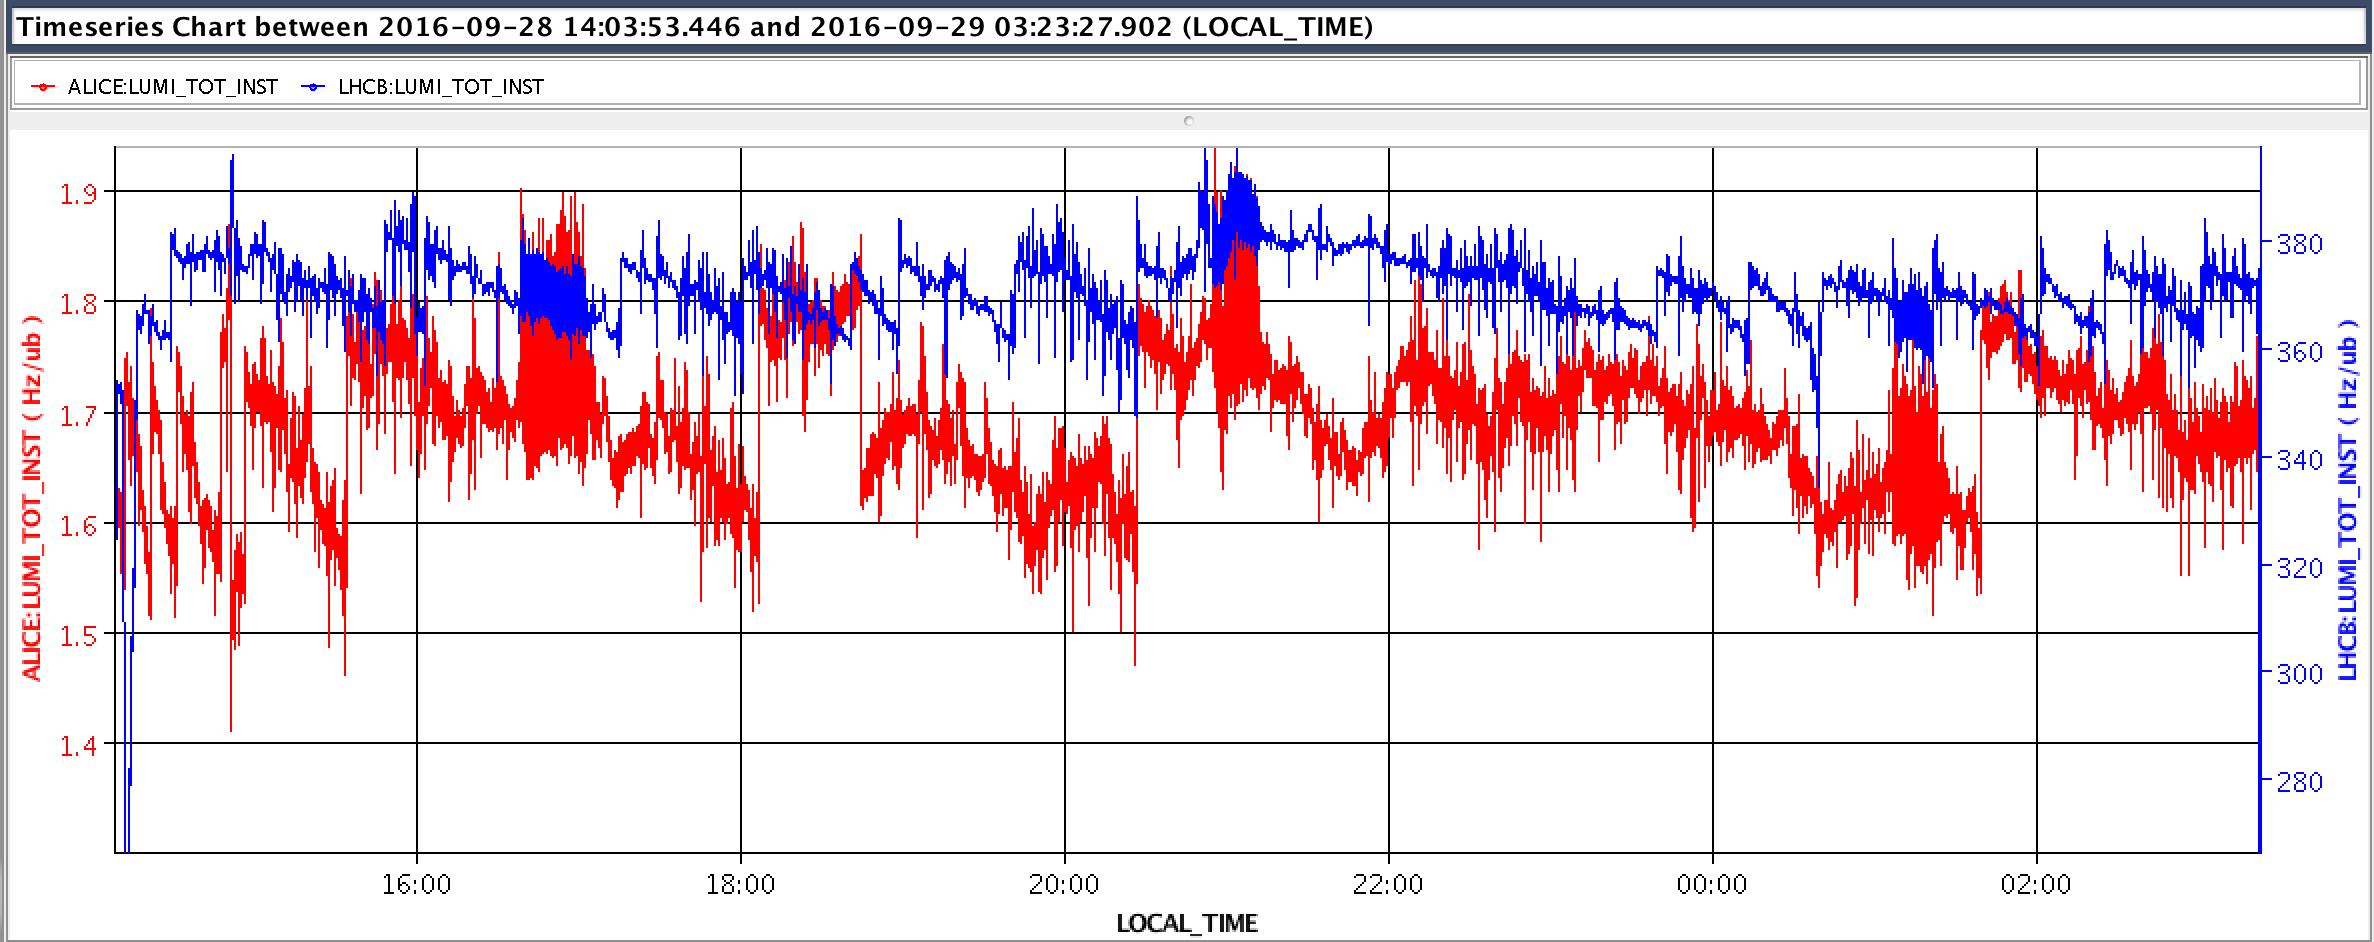 Timeseries Chart between 2016-09-28 14:03:53.446 and 2016-09-29 03:23:27.902 (LOCAL_TIME)
ALICE:LUMI_TOT_INST LHCB:LUMI_TOT_INST
ALICE:LUMI_TOT_INST ( Hz/ub )
1.9
1.8
1.7
1.6
1.5
1.4
380
360
340
320
300
280
LHCB:LUMI_TOT_INST ( Hz/ub )
16:00 18:00 20:00 22:00 00:00 02:00
LOCAL_TIME